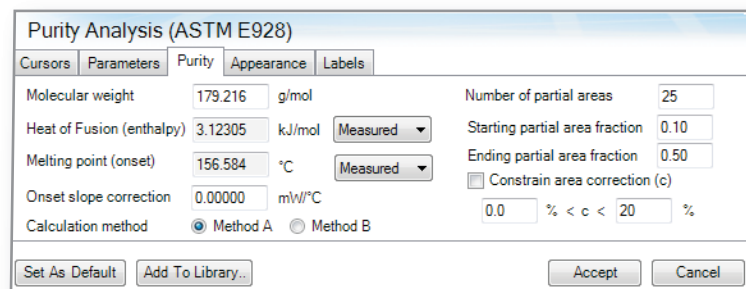 Purity Analysis (ASTM E928)
Cursors Parameters Purity Appearance Labels
Molecular weight 179.216 g/mol
Heat of Fusion (enthalpy) 3.12305 kJ/mol Measured
Melting point (onset) 156.584 °C Measured
Onset slope correction 0.00000 mW/°C
Calculation method Method A Method B
Number of partial areas 25
Starting partial area fraction 0.10
Ending partial area fraction 0.50
Constrain area correction (c)
0.0 % < c < 20 %
Set As Default Add To Library.. Accept Cancel